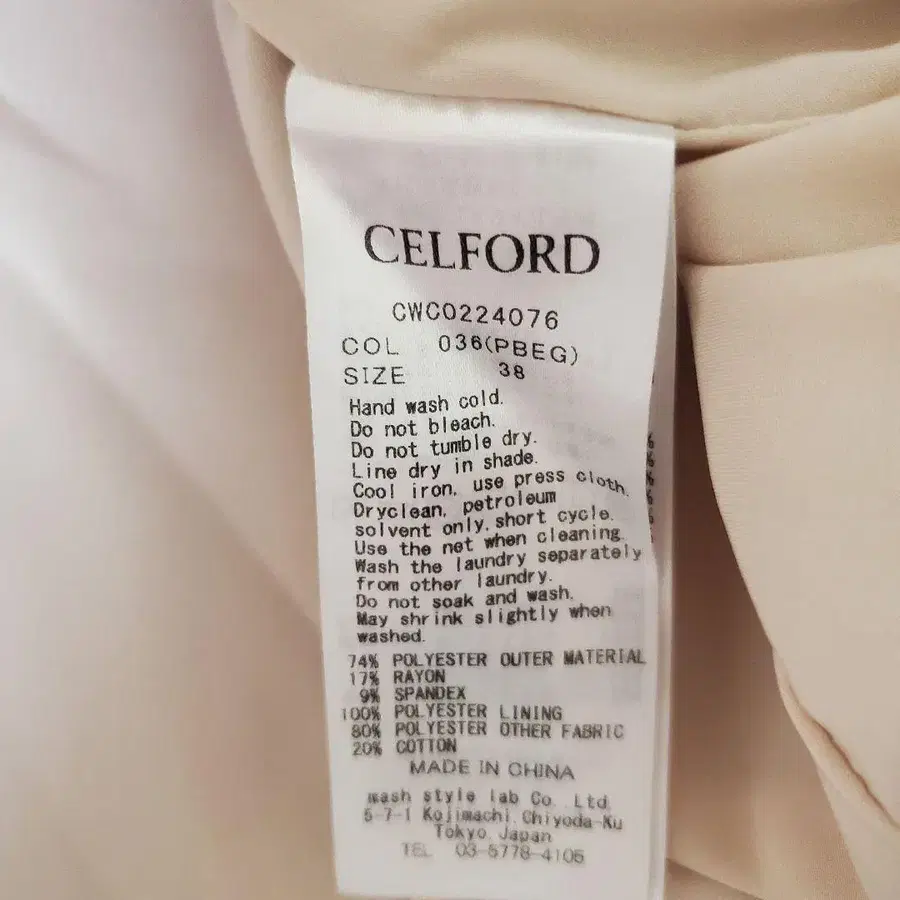 CELFORD
CWC0224076
COL 036(PBEG)
SIZE 38
Hand wash cold.
Do not bleach.
Do not tumble dry.
Line dry in shade.
Cool iron, use press cloth.
Dryclean, petroleum
solvent only, short cycle.
Use the net when cleaning.
Wash the laundry separately
from other laundry.
Do not soak and wash.
May shrink slightly when
washed.
74% POLYESTER OUTER MATERIAL
17% RAYON
9% SPANDEX
100% POLYESTER LINING
80% POLYESTER OTHER FABRIC
20% COTTON
MADE IN CHINA
mash style lab Co. Ltd.
5-7-1 Kojimachi Chiyoda-Ku
Tokyo Japan
TEL 03-5778-4105